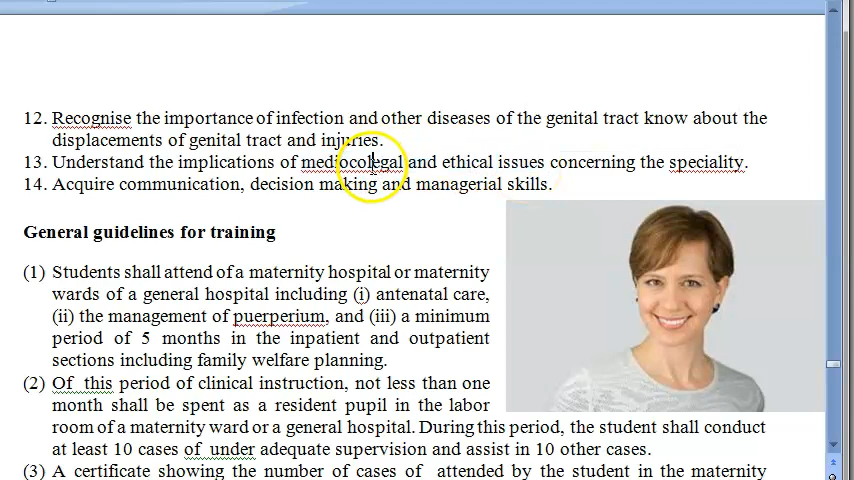 12. Recognise the importance of infection and other diseases of the genital tract know about the
displacements of genital tract and injuries.
13. Understand the implications of mediocolegal and ethical issues concerning the speciality.
14. Acquire communication, decision making and managerial skills.
General guidelines for training
(1) Students shall attend of a maternity hospital or maternity
wards of a general hospital including (i) antenatal care,
(ii) the management of puerperium, and (iii) a minimum
period of 5 months in the inpatient and outpatient
sections including family welfare planning.
(2) Of this period of clinical instruction, not less than one
month shall be spent as a resident pupil in the labor
room of a maternity ward or a general hospital. During this period, the student shall conduct
at least 10 cases of under adequate supervision and assist in 10 other cases.
(3) A certificate showing the number of cases of attended by the student in the maternity